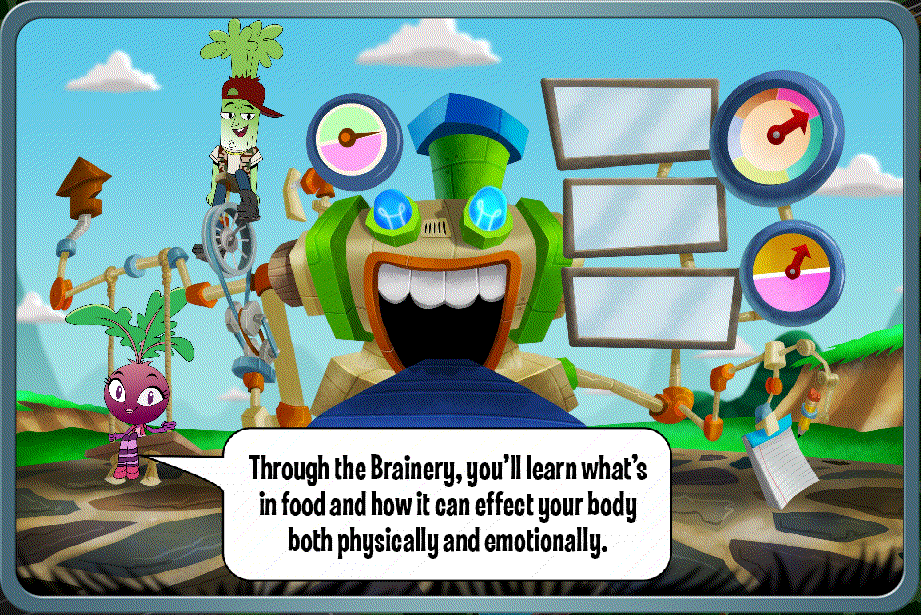 Through the Brainery, you'll learn what's
in food and how it can effect your body
both physically and emotionally.